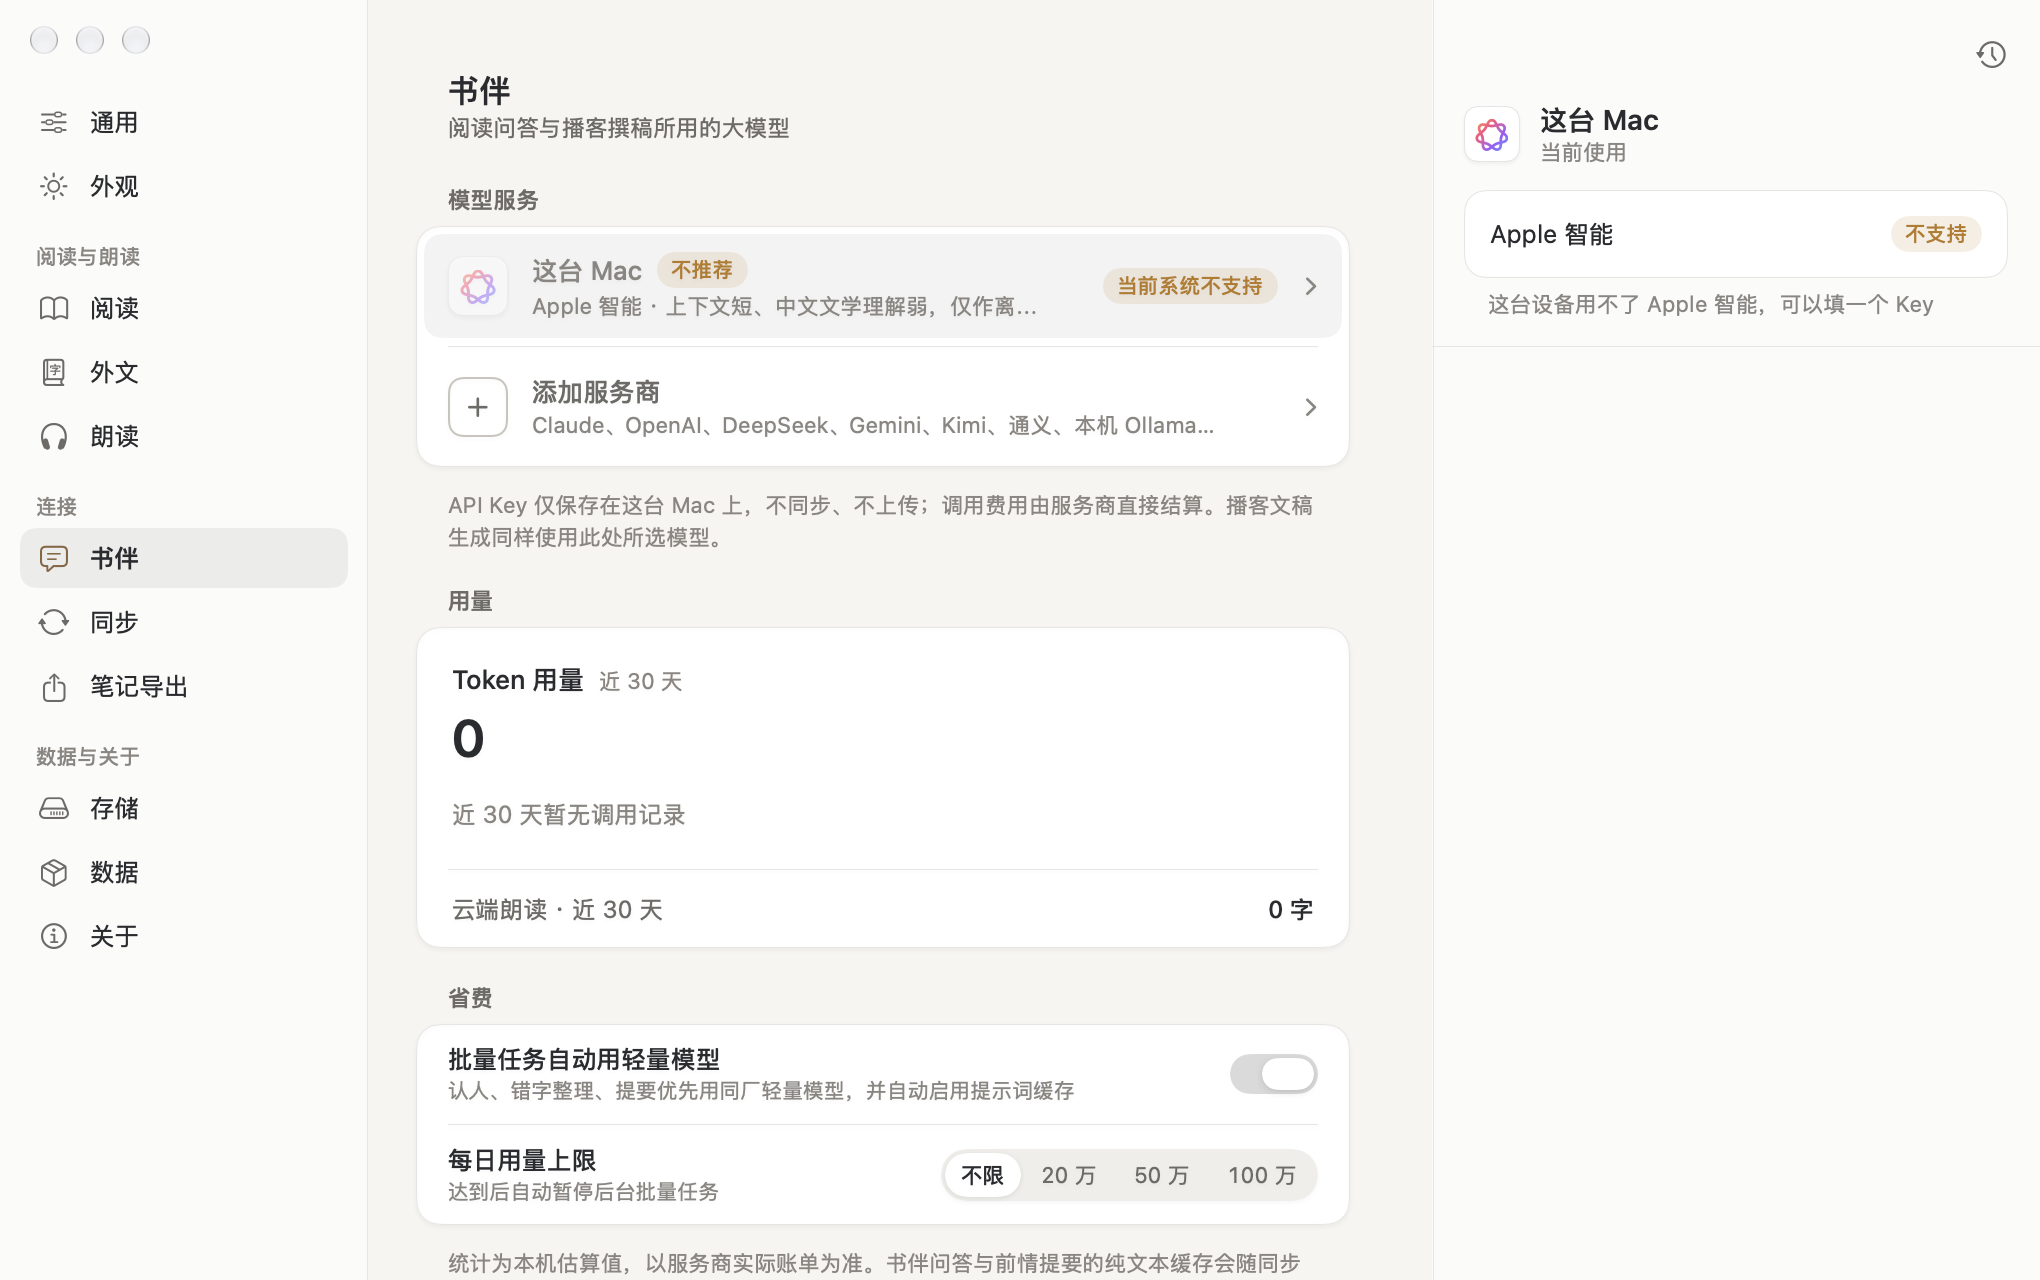 通用
外观
阅读与朗读
阅读
外文
朗读
连接
书伴
同步
笔记导出
数据与关于
存储
数据
关于
书伴
阅读问答与播客撰稿所用的大模型
模型服务
这台 Mac 不推荐
Apple 智能 · 上下文短、中文文学理解弱，仅作离...
当前系统不支持
添加服务商
Claude、OpenAI、DeepSeek、Gemini、Kimi、通义、本机 Ollama...
API Key 仅保存在这台 Mac 上，不同步、不上传；调用费用由服务商直接结算。播客文稿
生成同样使用此处所选模型。
用量
Token 用量 近 30 天
0
近 30 天暂无调用记录
云端朗读 · 近 30 天 0 字
省费
批量任务自动用轻量模型
认人、错字整理、提要优先用同厂轻量模型，并自动启用提示词缓存
每日用量上限
达到后自动暂停后台批量任务
不限 20 万 50 万 100 万
统计为本机估算值，以服务商实际账单为准。书伴问答与前情提要的纯文本缓存会随同步
这台 Mac
当前使用
Apple 智能 不支持
这台设备用不了 Apple 智能，可以填一个 Key